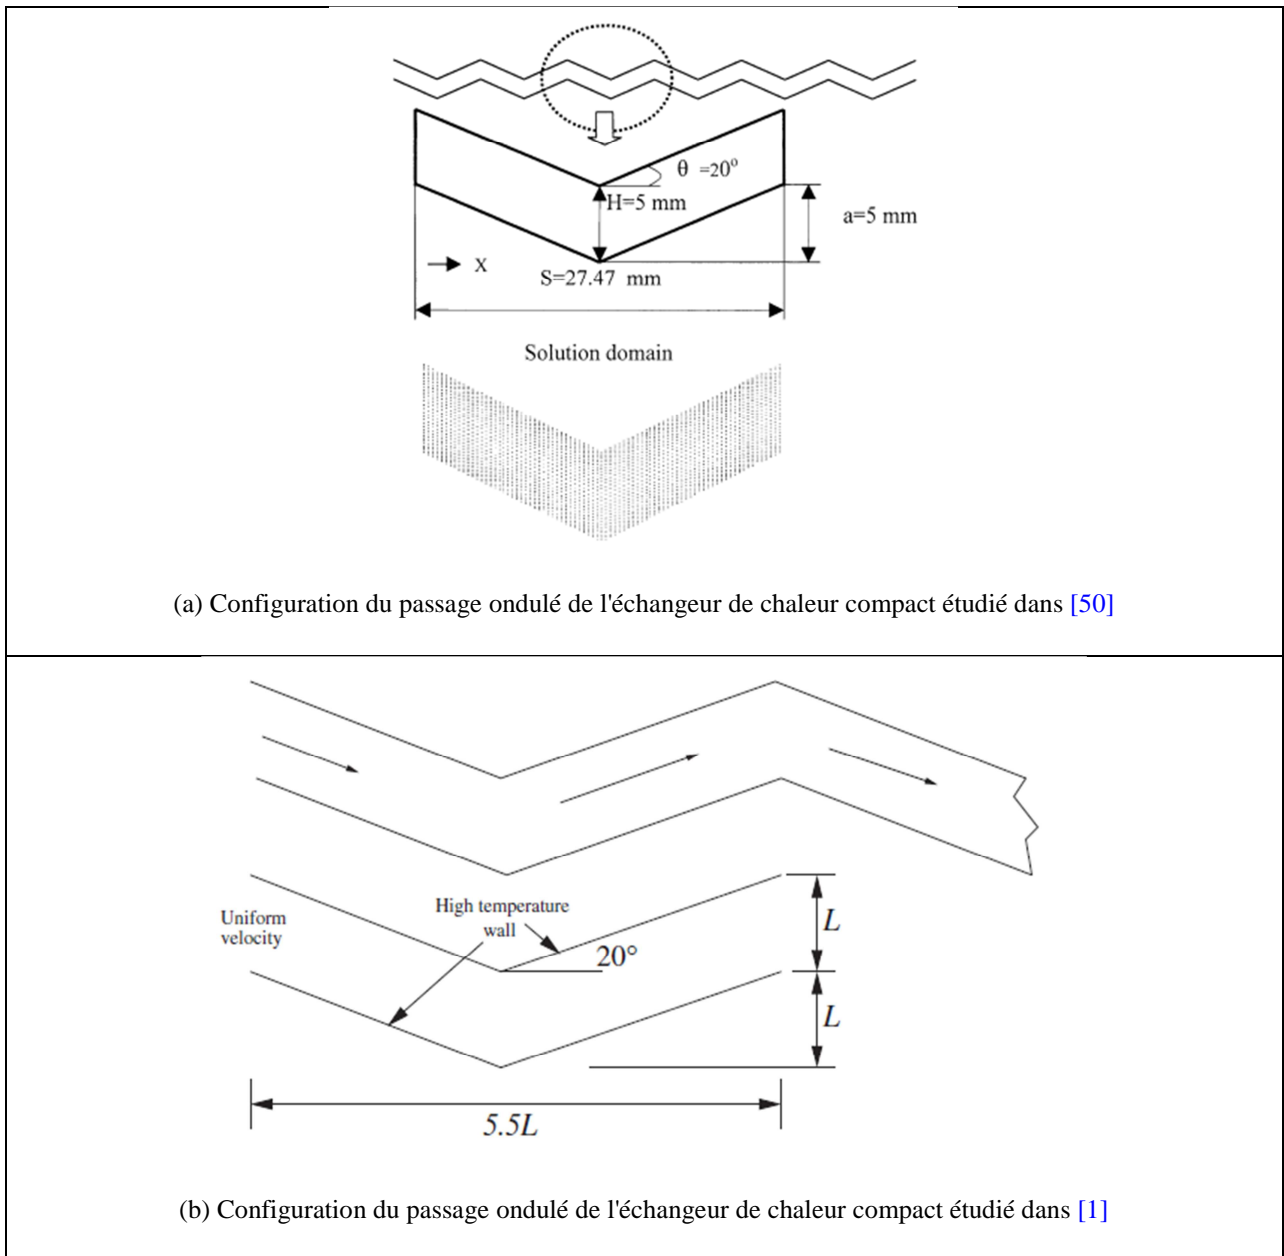 θ =20°
H=5 mm
a=5 mm
X
S=27.47 mm
Solution domain
(a) Configuration du passage ondulé de l'échangeur de chaleur compact étudié dans [50]
Uniform
velocity
High temperature
wall
20°
L
L
5.5L
(b) Configuration du passage ondulé de l'échangeur de chaleur compact étudié dans [1]